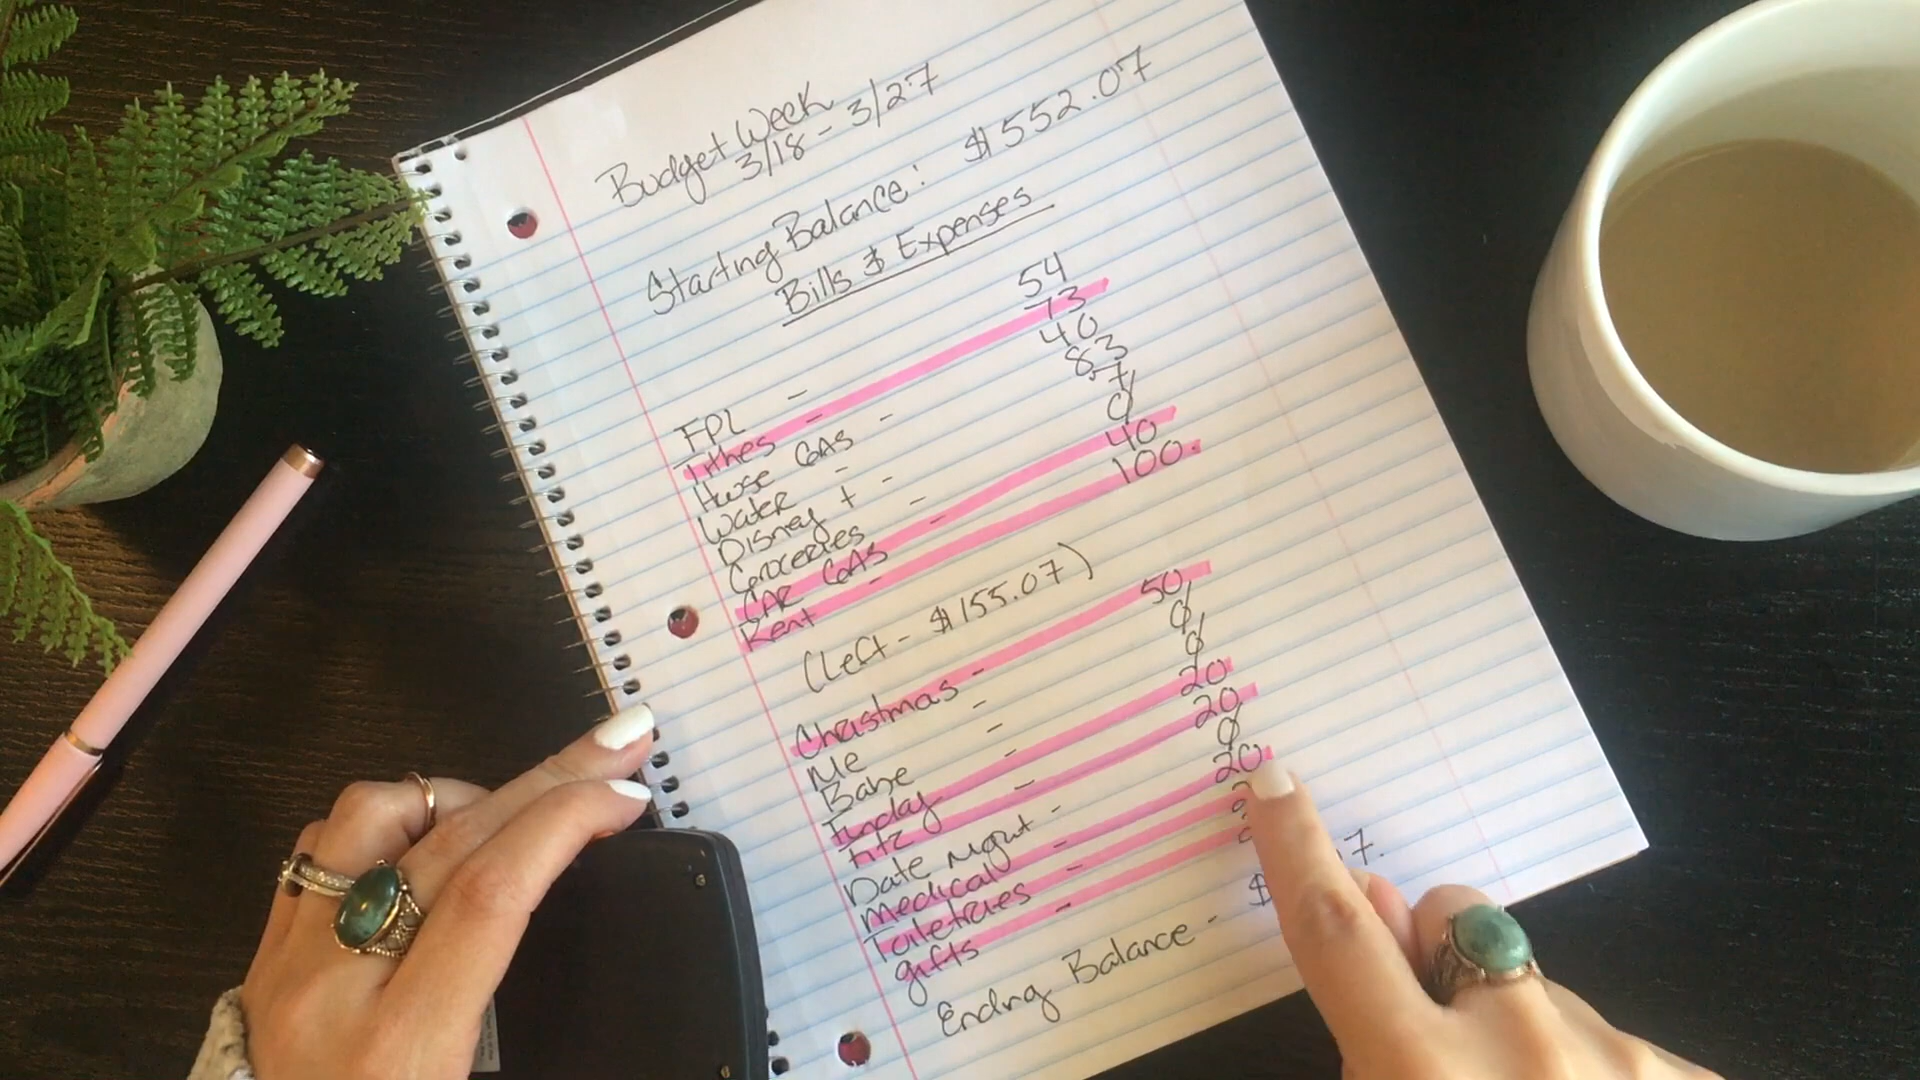 Budget Week
3/18 - 3/27
Starting Balance: $552.07
Bills & Expenses
FPL - 54
Tithes - 73
House GAS - 40
Water - 83
Disney + - 7
Groceries - 0
CAR GAS - 40
Rent - 100.
(Left - $155.07)
Christmas - 50
Me - 0
Babe - 0
Funday - 20
Fitz - 20
Date Night - 0
Medical - 20
Toiletries -
gifts -
Ending Balance - $ 7.